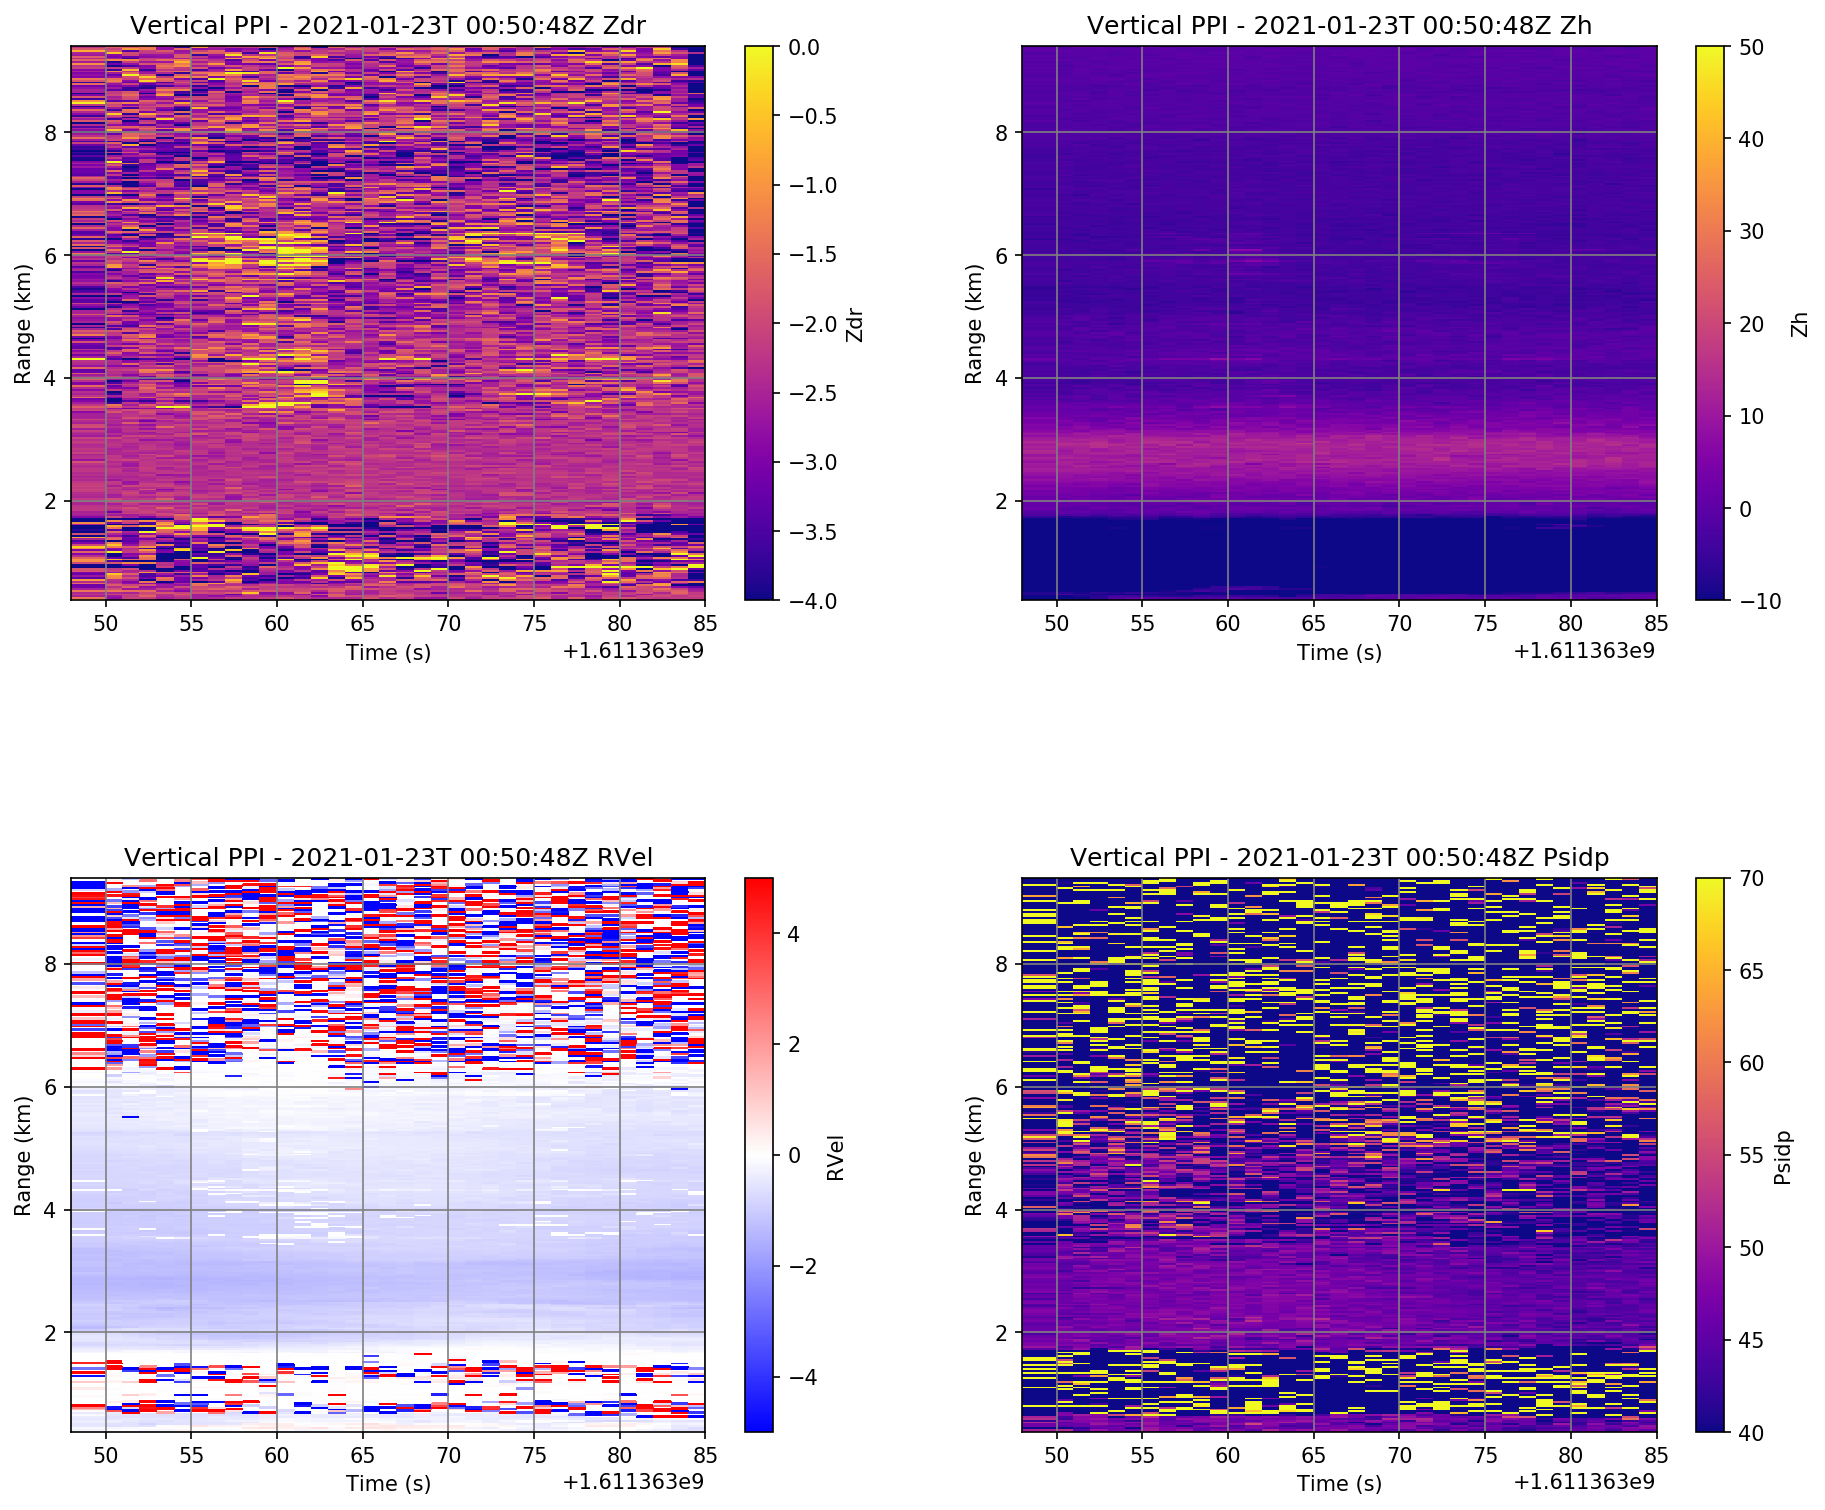 Vertical PPI - 2021-01-23T 00:50:48Z Zdr
Range (km)
8
6
4
2
50 55 60 65 70 75 80 85
Time (s)
+1.611363e9
0.0
−0.5
−1.0
−1.5
−2.0
−2.5
−3.0
−3.5
−4.0
Zdr
Vertical PPI - 2021-01-23T 00:50:48Z Zh
Range (km)
8
6
4
2
50 55 60 65 70 75 80 85
Time (s)
+1.611363e9
50
40
30
20
10
0
−10
Zh
Vertical PPI - 2021-01-23T 00:50:48Z RVel
Range (km)
8
6
4
2
50 55 60 65 70 75 80 85
Time (s)
+1.611363e9
4
2
0
−2
−4
RVel
Vertical PPI - 2021-01-23T 00:50:48Z Psidp
Range (km)
8
6
4
2
50 55 60 65 70 75 80 85
Time (s)
+1.611363e9
70
65
60
55
50
45
40
Psidp